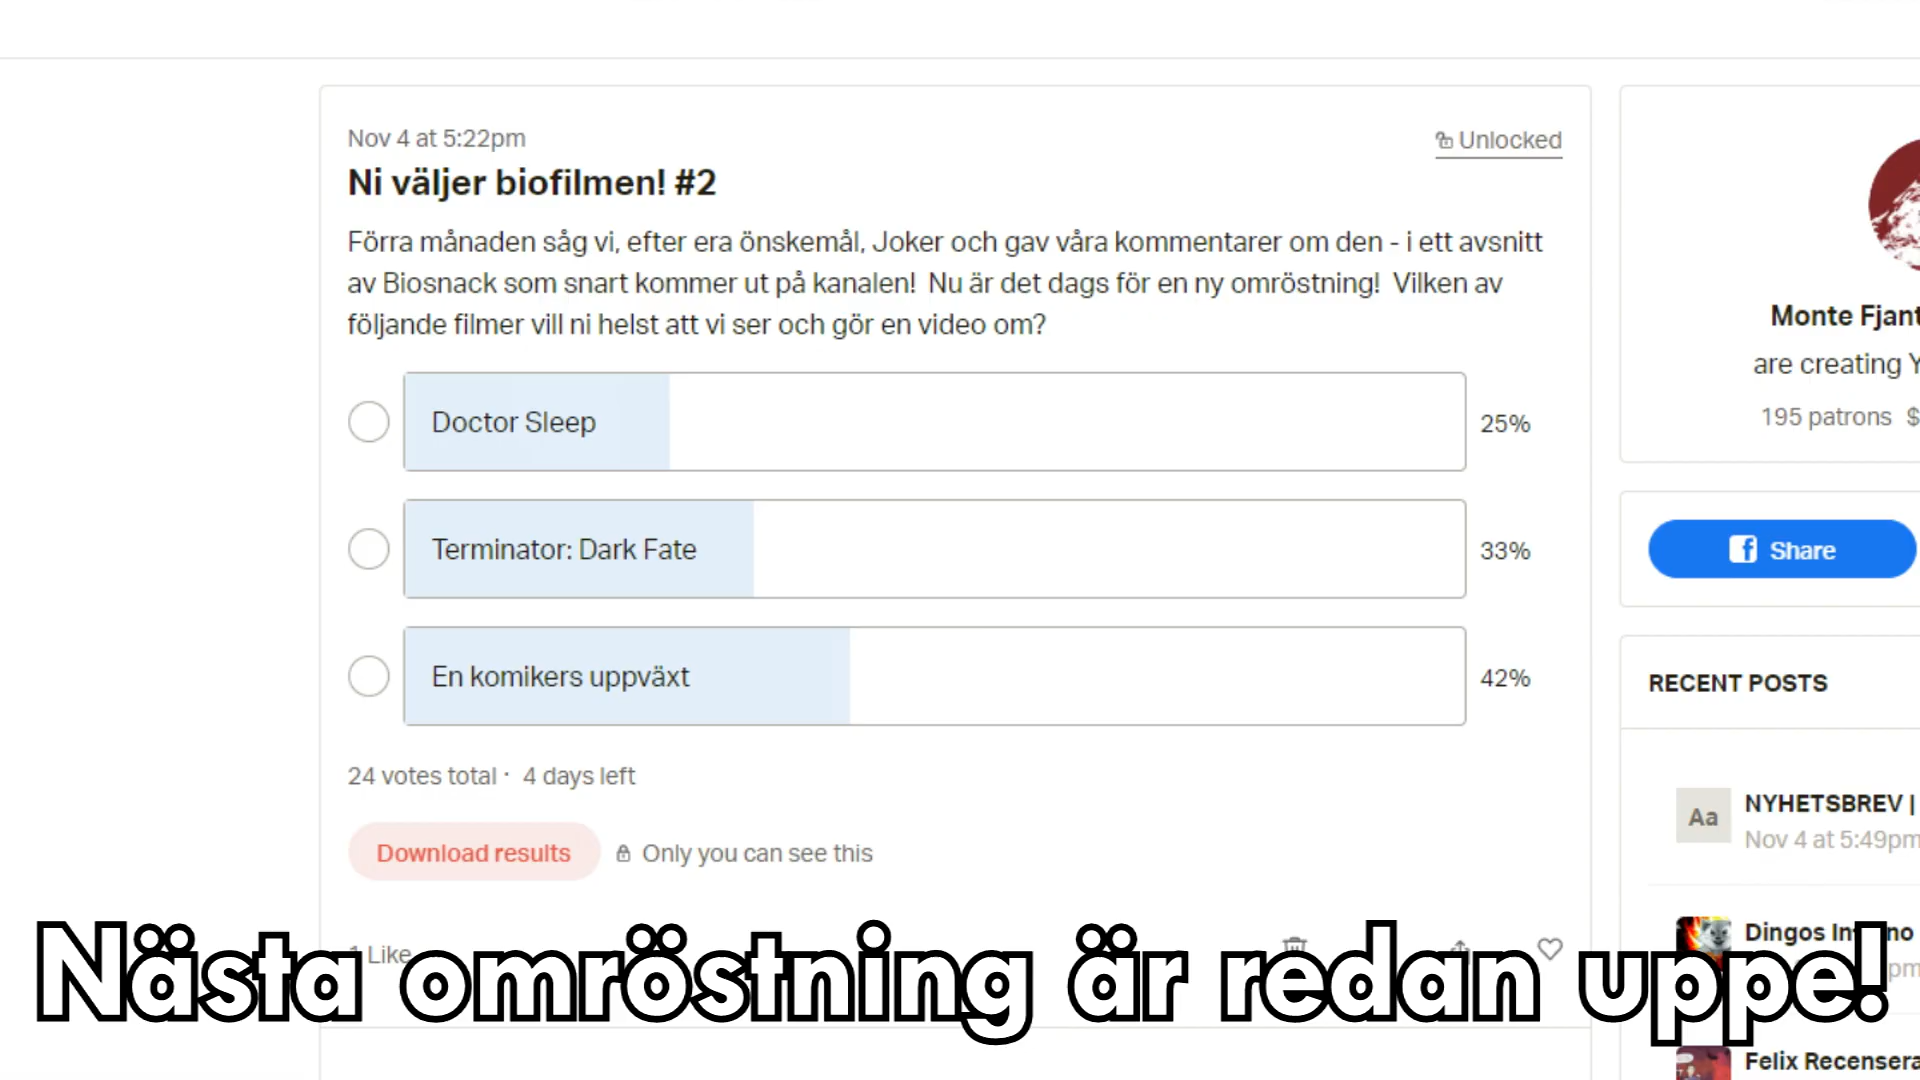 Nov 4 at 5:22pm
Unlocked
Ni väljer biofilmen! #2
Förra månaden såg vi, efter era önskemål, Joker och gav våra kommentarer om den - i ett avsnitt
av Biosnack som snart kommer ut på kanalen! Nu är det dags för en ny omröstning! Vilken av
följande filmer vill ni helst att vi ser och gör en video om?
Doctor Sleep
25%
Terminator: Dark Fate
33%
En komikers uppväxt
42%
24 votes total · 4 days left
Download results
Only you can see this
1 Like
Monte Fjant
are creating Y
195 patrons $
Share
RECENT POSTS
Aa
NYHETSBREV |
Nov 4 at 5:49pm
Dingos
Felix Recensera
Nästa omröstning är redan uppe!